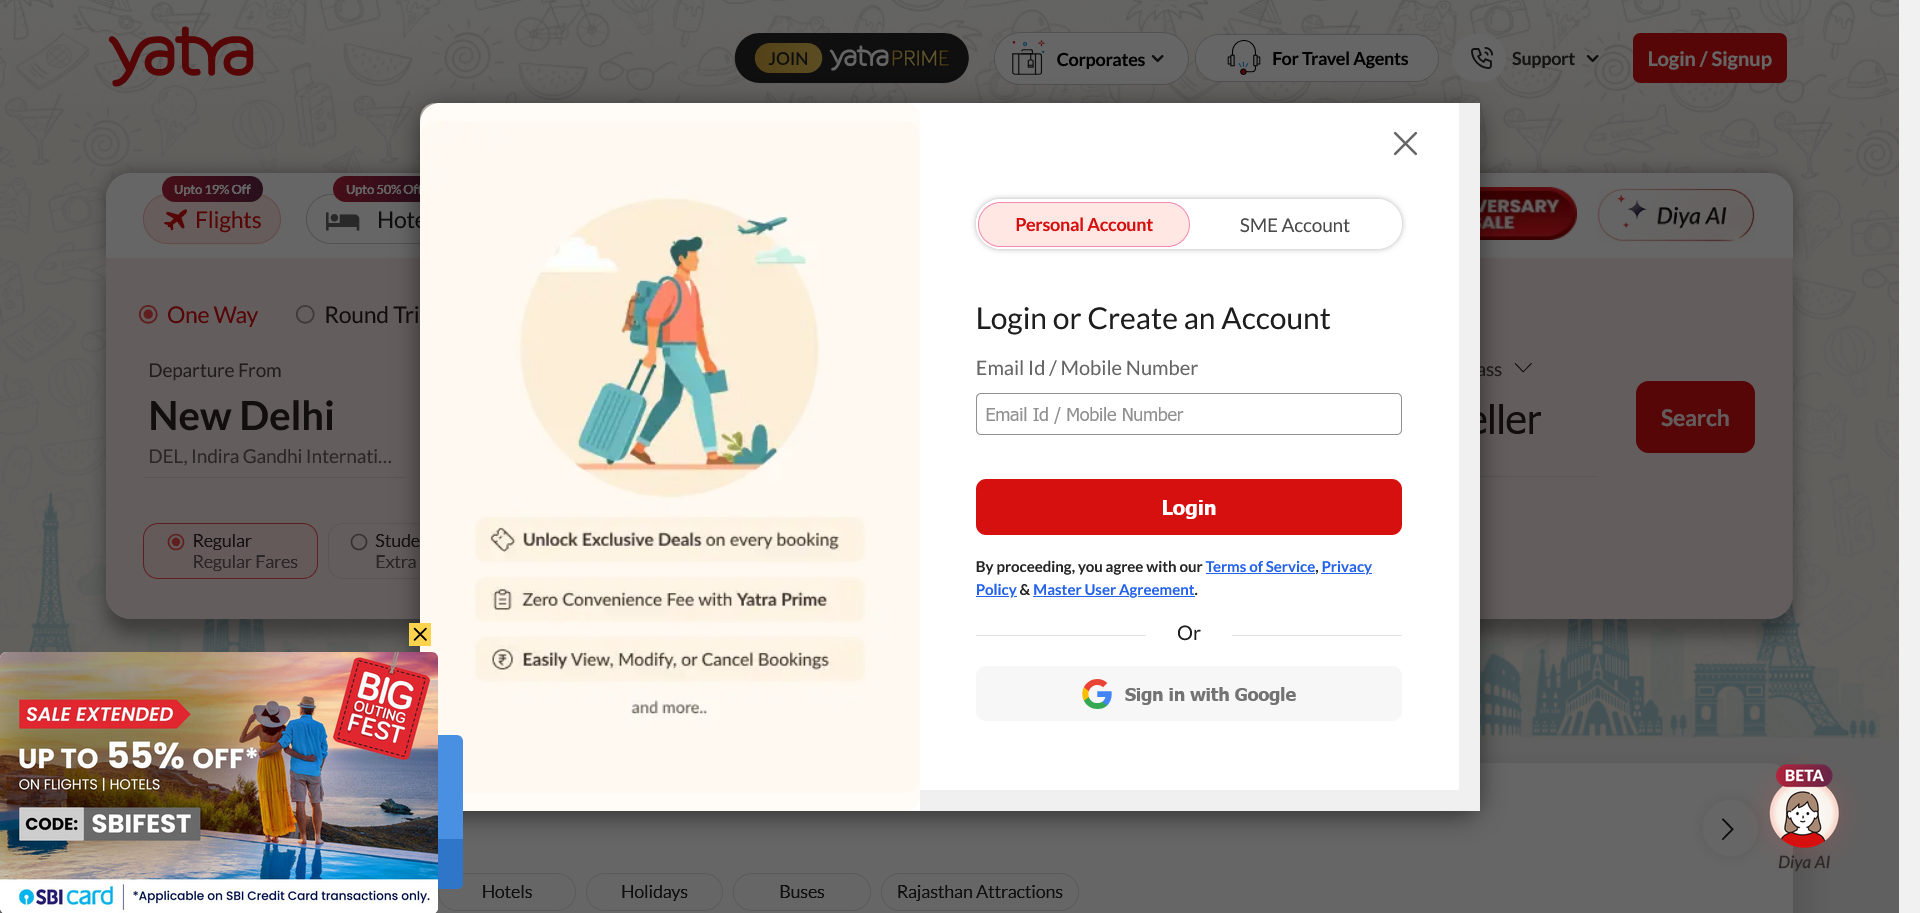 yatra
JOIN yatra PRIME
Corporates
For Travel Agents
Support
Login / Signup
Upto 19% Off
Flights
Upto 50% Off
Hote
VERSARY
ALE
Diya AI
One Way
Round Tri
Departure From
New Delhi
DEL, Indira Gandhi Internati...
ass
eller
Search
Regular
Regular Fares
Stude
Extra
Unlock Exclusive Deals on every booking
Zero Convenience Fee with Yatra Prime
Easily View, Modify, or Cancel Bookings
and more..
Personal Account
SME Account
Login or Create an Account
Email Id / Mobile Number
Email Id / Mobile Number
Login
By proceeding, you agree with our Terms of Service, Privacy
Policy & Master User Agreement.
Or
Sign in with Google
BIG
OUTING
FEST
SALE EXTENDED
UP TO 55% OFF*
ON FLIGHTS | HOTELS
CODE: SBIFEST
SBI card
*Applicable on SBI Credit Card transactions only.
Hotels
Holidays
Buses
Rajasthan Attractions
BETA
Diya AI